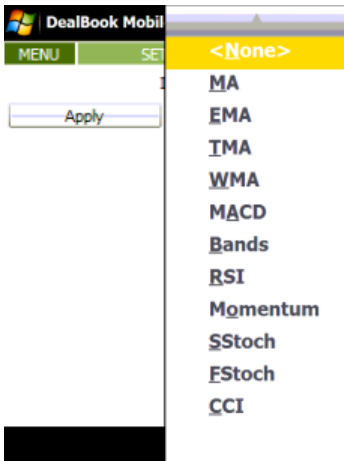 DealBook Mobil
MENU SET
Apply
<None>
MA
EMA
TMA
WMA
MACD
Bands
RSI
Momentum
SStoch
FStoch
CCI